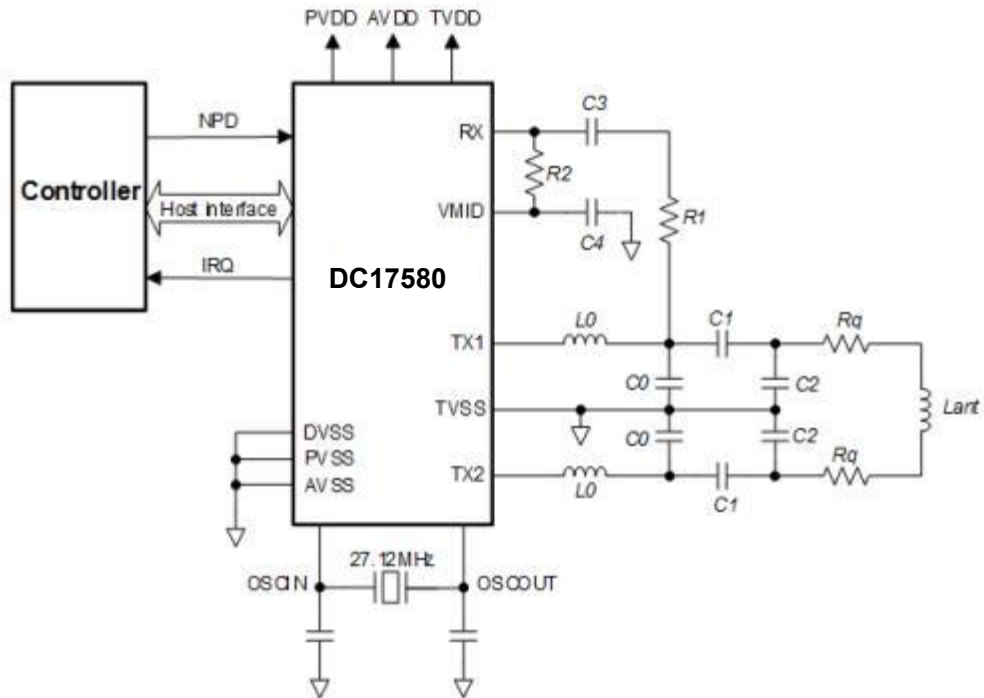 PVDD AVDD TVDD
C3
NPD
RX
R2
Controller
Host interface
VMID
C4
R1
IRQ
DC17580
L0
C1
Rq
TX1
C0
C2
TVSS
Lant
C0
C2
DVSS
PVSS
Rq
AVSS
TX2
L0
C1
27.12MHz
OSCIN
OSCOUT